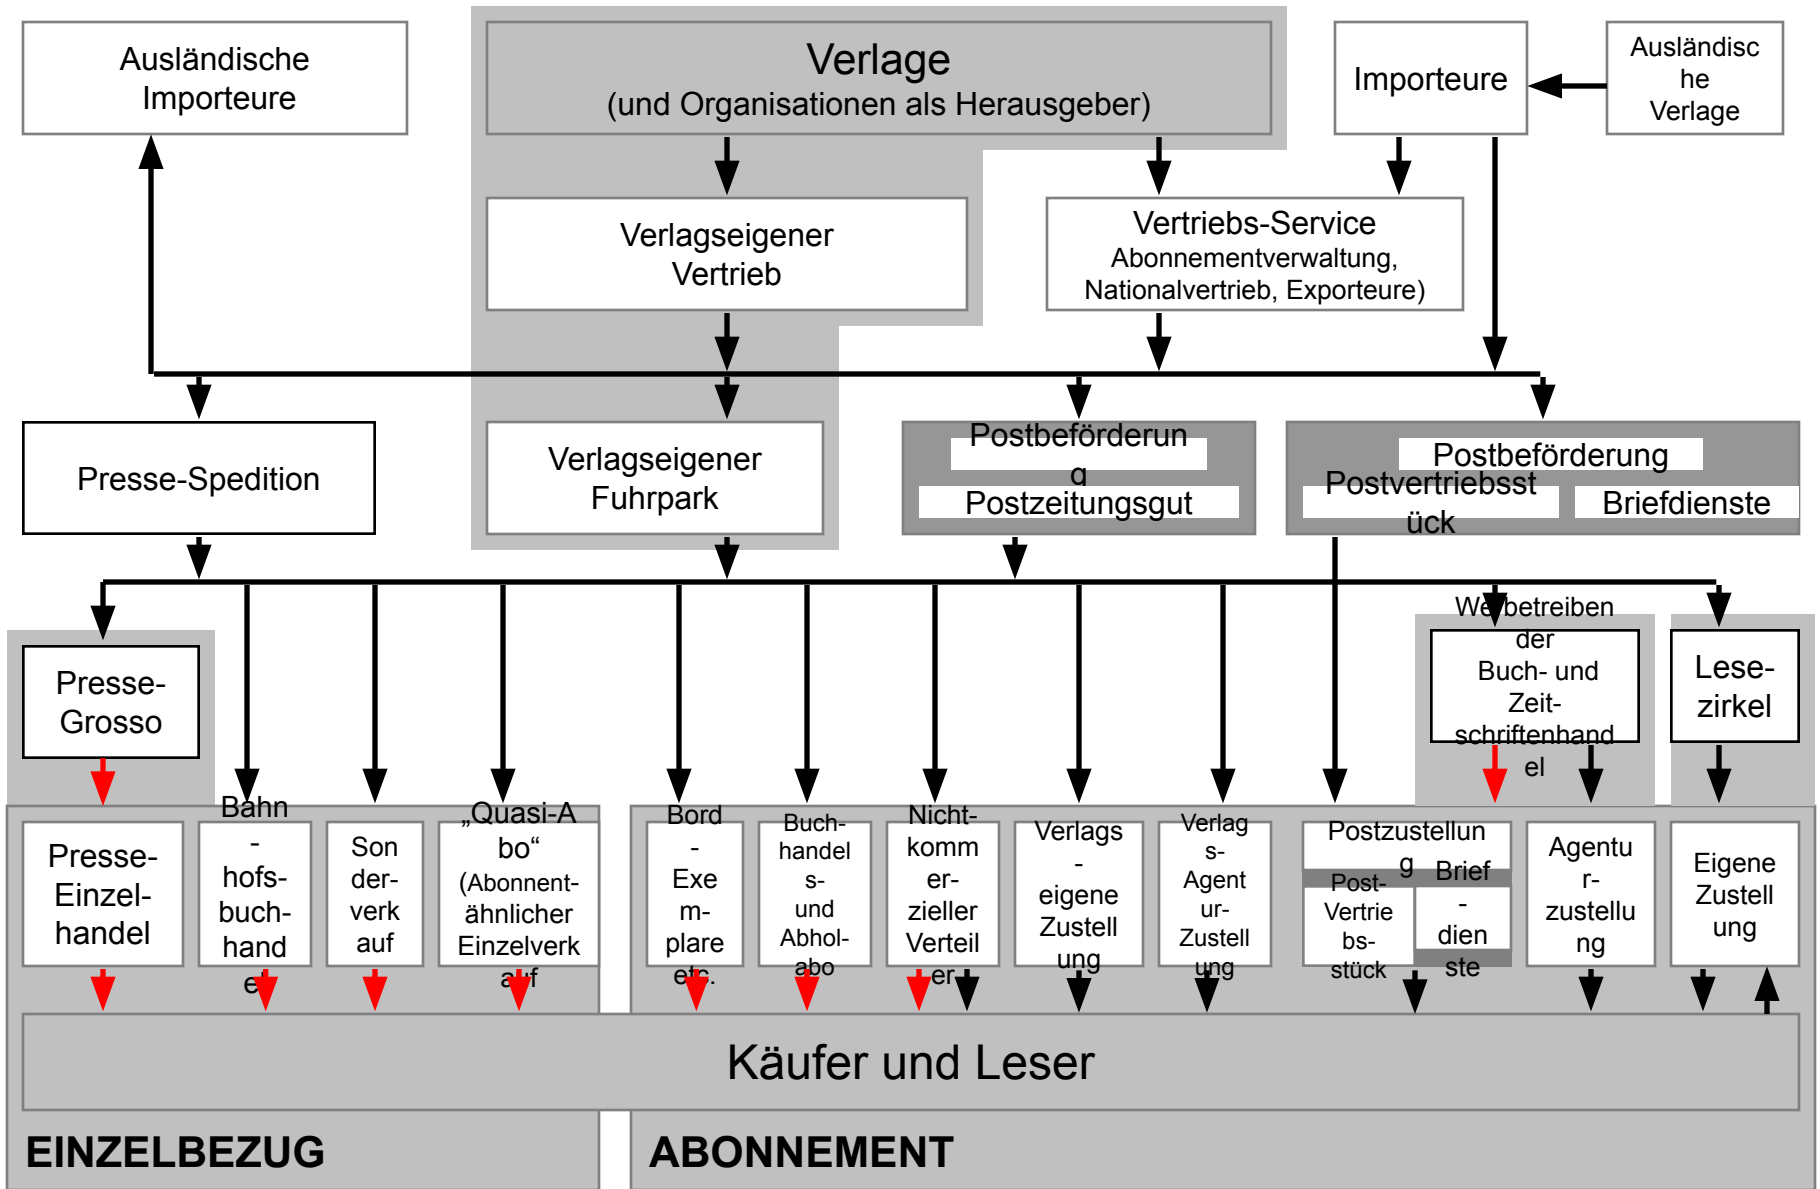 Ausländische
Importeure
Verlage
(und Organisationen als Herausgeber)
Importeure
Ausländisc
he
Verlage
Verlagseigener
Vertrieb
Vertriebs-Service
Abonnementverwaltung,
Nationalvertrieb, Exporteure)
Presse-Spedition
Verlagseigener
Fuhrpark
Postbeförderun
g
Postzeitungsgut
Postbeförderung
Postvertriebsst
ück
Briefdienste
Presse-
Grosso
Werbetreiben
der
Buch- und
Zeit-
schriftenhand
el
Lese-
zirkel
Presse-
Einzel-
handel
Bahn
-
hofs-
buch-
hand
el
Son
der-
verk
auf
„Quasi-A
bo“
(Abonnent-
ähnlicher
Einzelverk
auf
Bord
-
Exe
m-
plare
etc.
Buch-
handel
s-
und
Abhol-
abo
Nicht-
komm
er-
zieller
Verteil
er
Verlags
-
eigene
Zustell
ung
Verlag
s-
Agent
ur-
Zustell
ung
Postzustellun
g
Post-
Vertrie
bs-
stück
Brief
-
dien
ste
Agentu
r-
zustellu
ng
Eigene
Zustell
ung
Käufer und Leser
EINZELBEZUG
ABONNEMENT